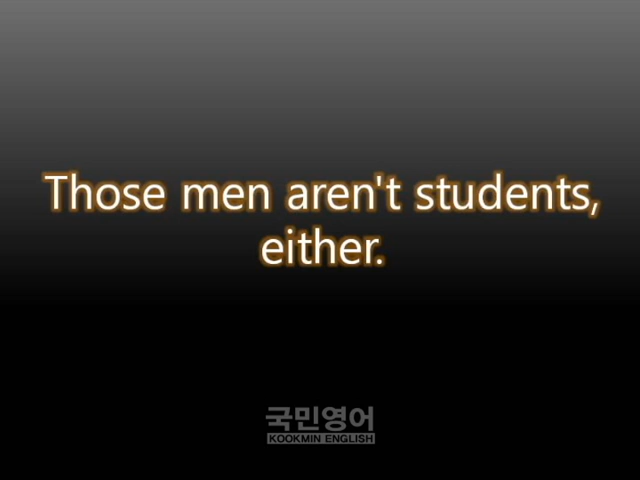 Those men aren't students,
either.
국민영어
KOOKMIN ENGLISH